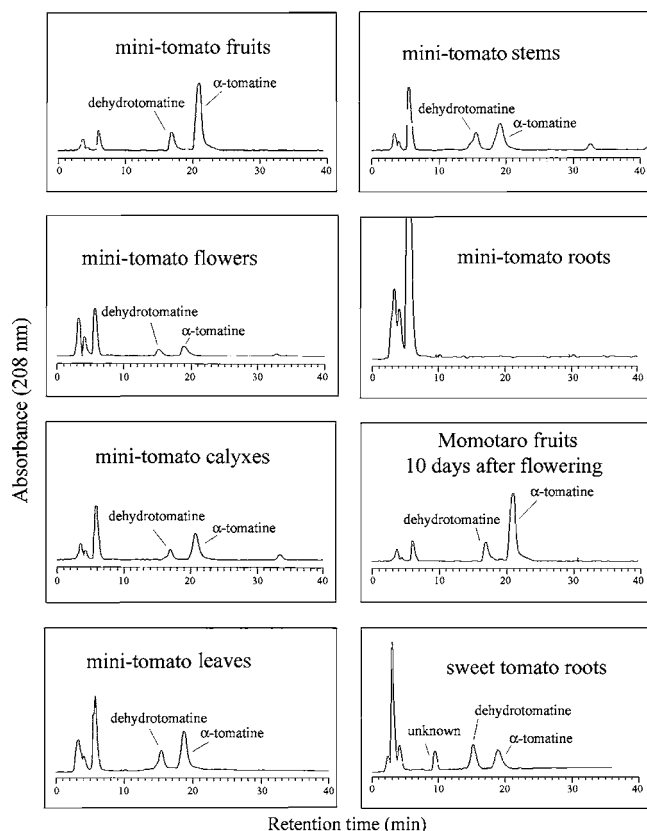 mini-tomato fruits
α-tomatine
dehydrotomatine
0 10 20 30 40
mini-tomato stems
dehydrotomatine
α-tomatine
0 10 20 30 40
mini-tomato flowers
dehydrotomatine
α-tomatine
0 10 20 30 40
mini-tomato roots
0 10 20 30 40
Absorbance (208 nm)
mini-tomato calyxes
α-tomatine
dehydrotomatine
0 10 20 30 40
Momotaro fruits
10 days after flowering
α-tomatine
dehydrotomatine
0 10 20 30 40
mini-tomato leaves
dehydrotomatine
α-tomatine
0 10 20 30 40
sweet tomato roots
dehydrotomatine
unknown
α-tomatine
0 10 20 30 40
Retention time (min)